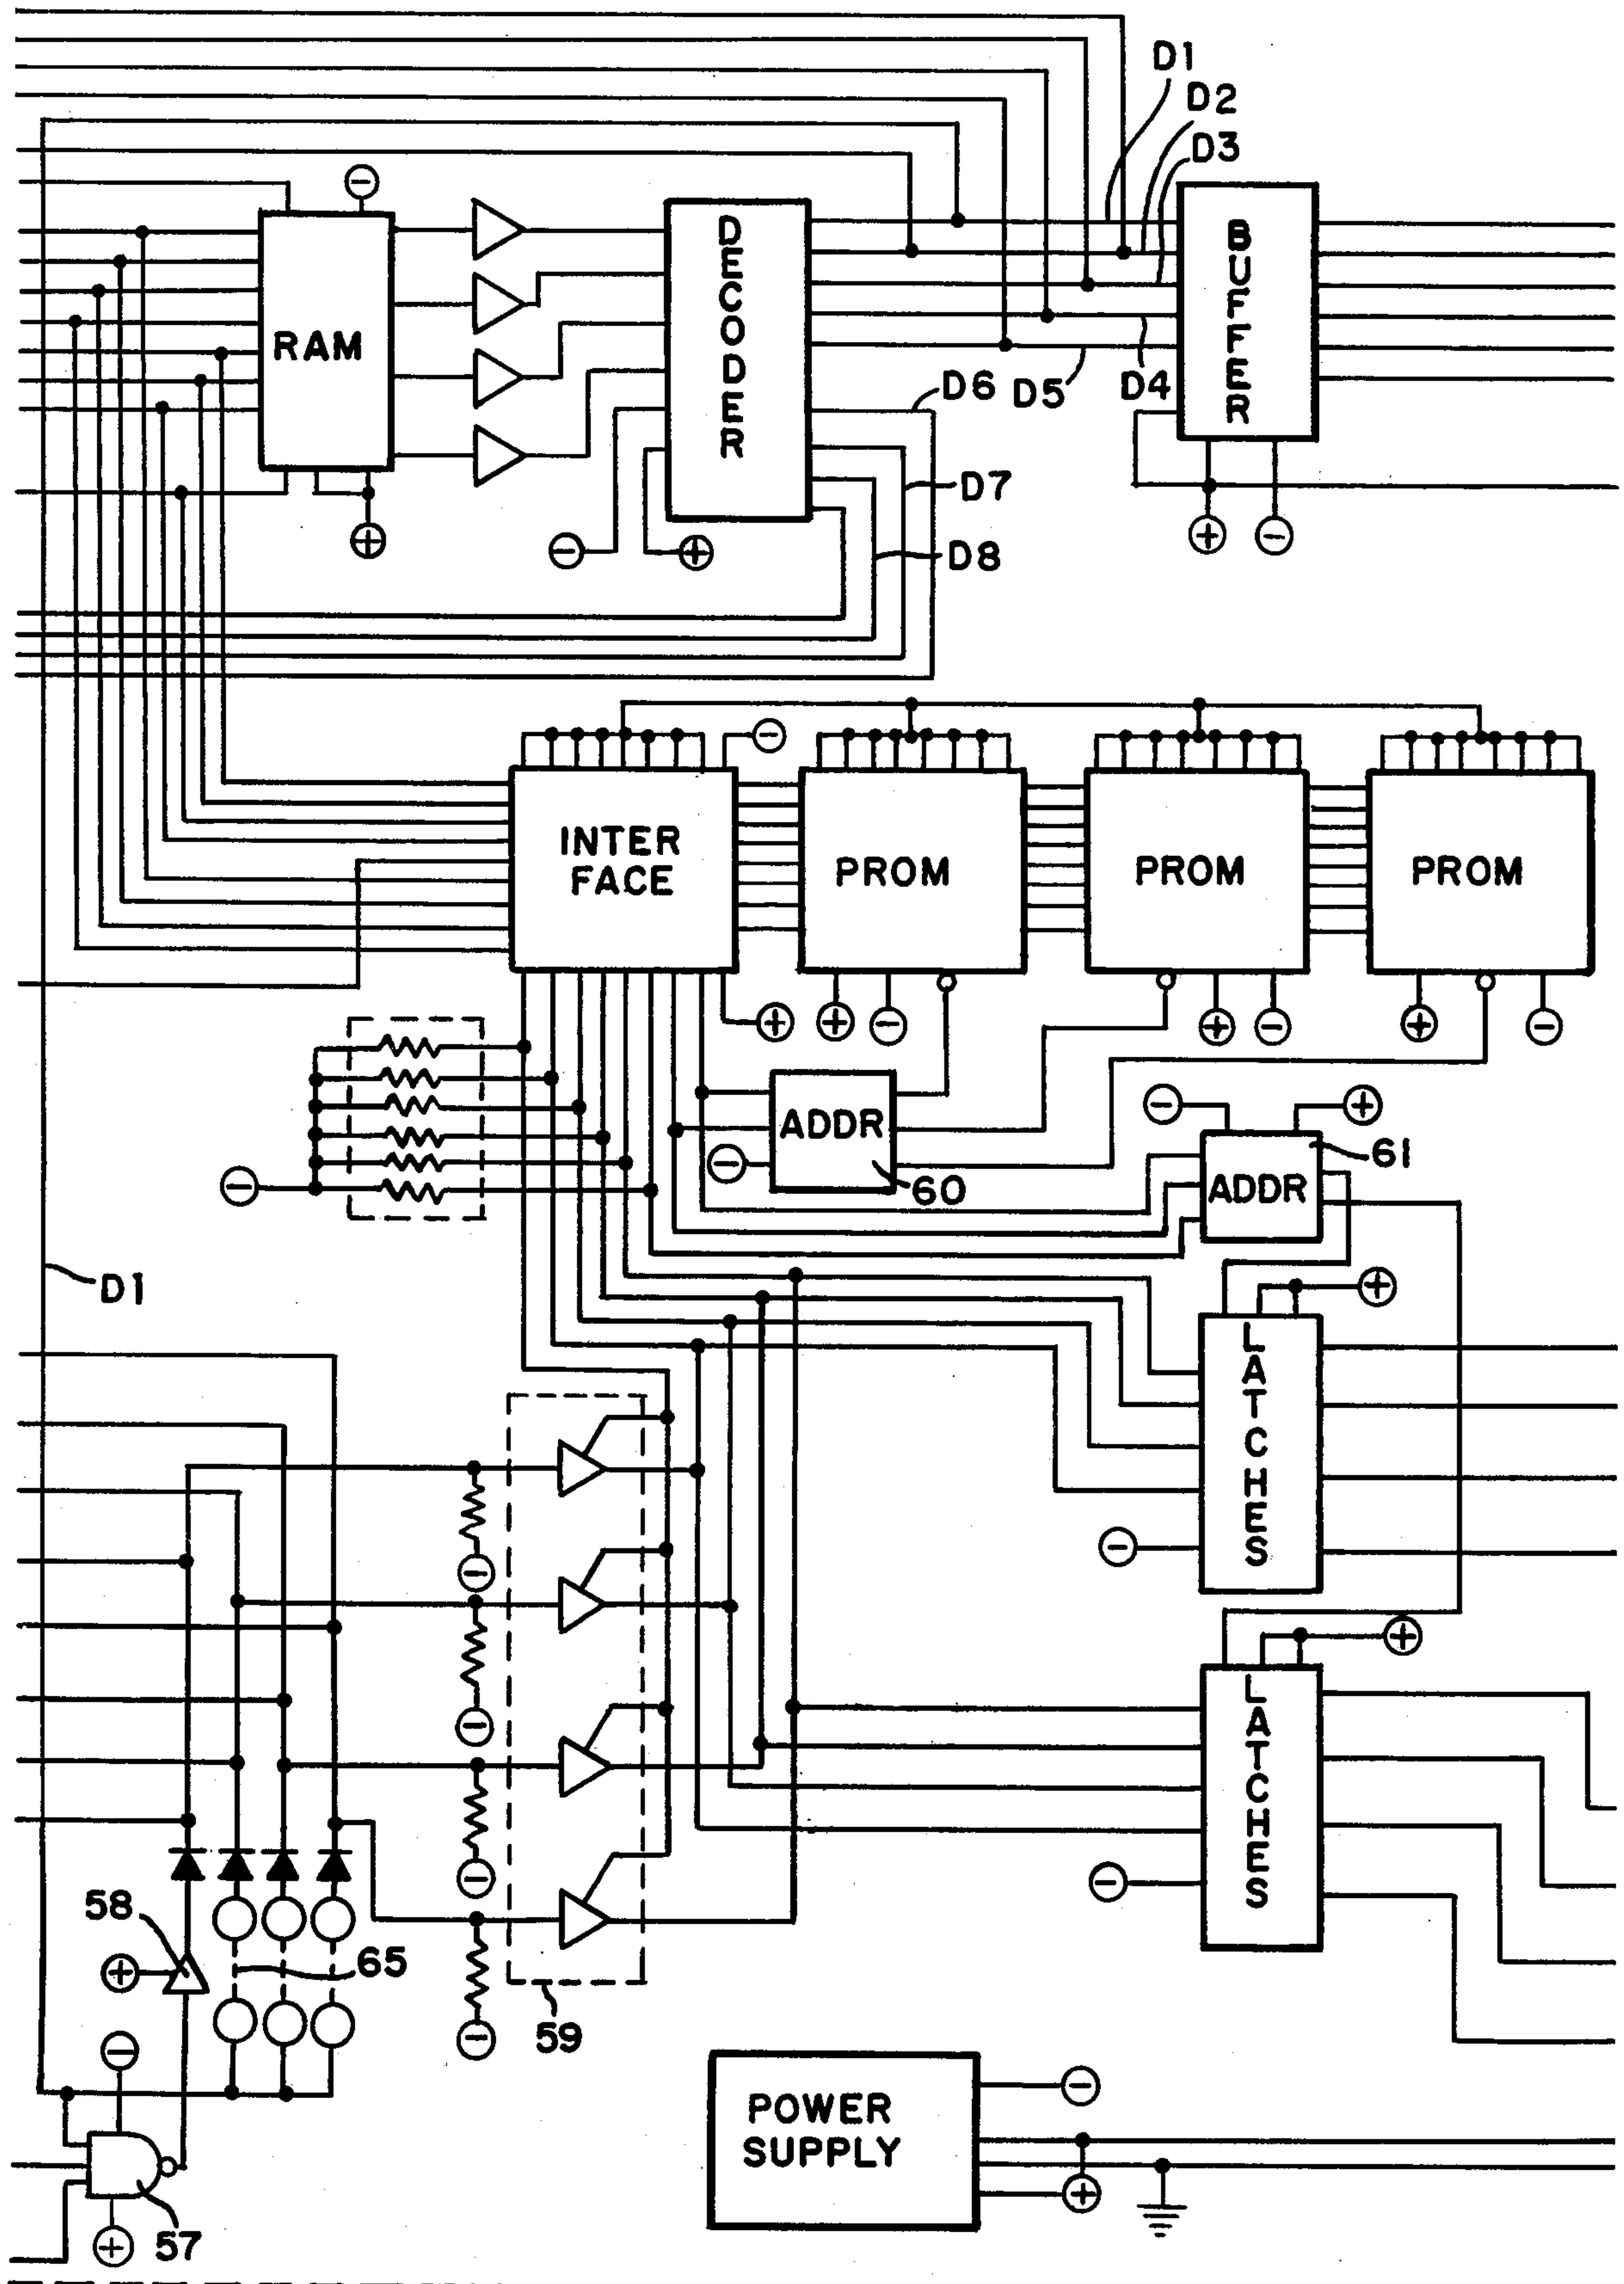 D1
D2
D3
RAM
DECODER
BUFFER
D6
D5
D4
D7
D8
INTER
FACE
PROM
PROM
PROM
ADDR
60
61
ADDR
D1
LATCHES
LATCHES
58
65
59
POWER
SUPPLY
57